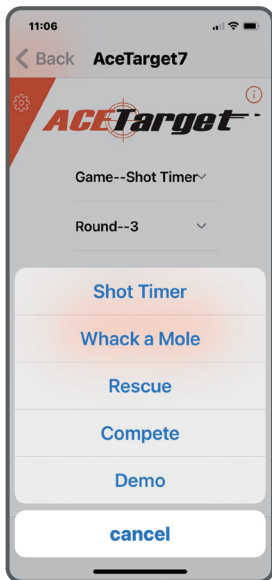 11:06
Back AceTarget7
ACETarget
Game--Shot Timer
Round--3
Shot Timer
Whack a Mole
Rescue
Compete
Demo
cancel